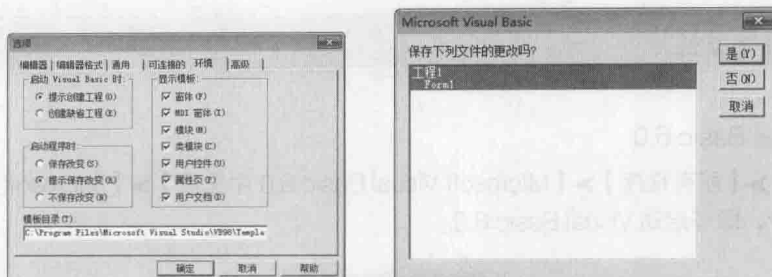 选项
编辑器 编辑器格式 通用 可连接的 环境 高级
启动 Visual Basic 时:
提示创建工程(O)
创建缺省工程(E)
启动程序时:
保存改变(S)
提示保存改变(A)
不保存改变(N)
显示模板:
窗体(F)
MDI 窗体(I)
模块(M)
类模块(C)
用户控件(U)
属性页(P)
用户文档(D)
模板目录(T):
C:\Program Files\Microsoft Visual Studio\VB98\Templa
确定 取消 帮助
Microsoft Visual Basic
保存下列文件的更改吗?
工程1
Form1
是(Y)
否(N)
取消